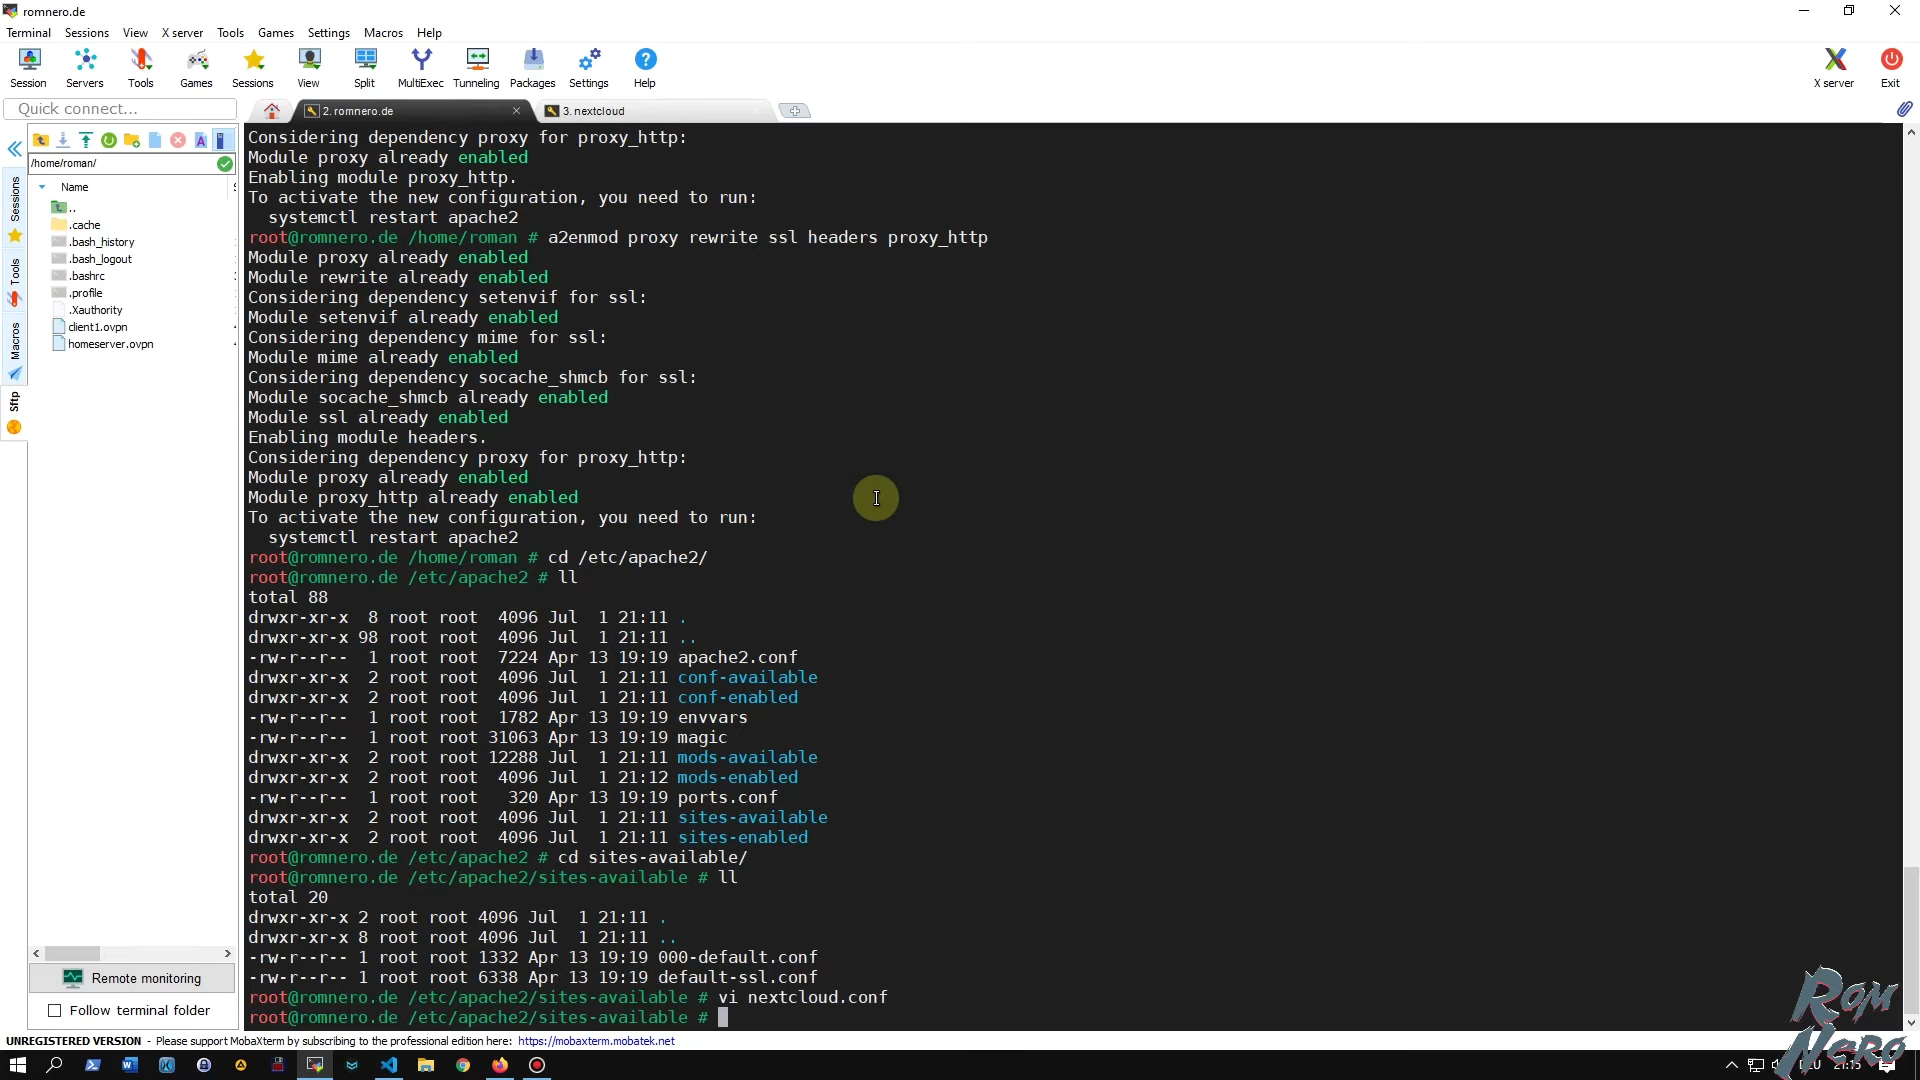 romnero.de
Terminal Sessions View X server Tools Games Settings Macros Help
Session Servers Tools Games Sessions View Split MultiExec Tunneling Packages Settings Help X server Exit
Quick connect...
2. romnero.de
3. nextcloud
/home/roman/
Name
..
.cache
.bash_history
.bash_logout
.bashrc
.profile
.Xauthority
client1.ovpn
homeserver.ovpn
Sessions
Tools
Macros
Sftp
Remote monitoring
Follow terminal folder
Considering dependency proxy for proxy_http:
Module proxy already enabled
Enabling module proxy_http.
To activate the new configuration, you need to run:
  systemctl restart apache2
root@romnero.de /home/roman # a2enmod proxy rewrite ssl headers proxy_http
Module proxy already enabled
Module rewrite already enabled
Considering dependency setenvif for ssl:
Module setenvif already enabled
Considering dependency mime for ssl:
Module mime already enabled
Considering dependency socache_shmcb for ssl:
Module socache_shmcb already enabled
Module ssl already enabled
Enabling module headers.
Considering dependency proxy for proxy_http:
Module proxy already enabled
Module proxy_http already enabled
To activate the new configuration, you need to run:
  systemctl restart apache2
root@romnero.de /home/roman # cd /etc/apache2/
root@romnero.de /etc/apache2 # ll
total 88
drwxr-xr-x  8 root root  4096 Jul  1 21:11 .
drwxr-xr-x 98 root root  4096 Jul  1 21:11 ..
-rw-r--r--  1 root root  7224 Apr 13 19:19 apache2.conf
drwxr-xr-x  2 root root  4096 Jul  1 21:11 conf-available
drwxr-xr-x  2 root root  4096 Jul  1 21:11 conf-enabled
-rw-r--r--  1 root root  1782 Apr 13 19:19 envvars
-rw-r--r--  1 root root 31063 Apr 13 19:19 magic
drwxr-xr-x  2 root root 12288 Jul  1 21:11 mods-available
drwxr-xr-x  2 root root  4096 Jul  1 21:12 mods-enabled
-rw-r--r--  1 root root   320 Apr 13 19:19 ports.conf
drwxr-xr-x  2 root root  4096 Jul  1 21:11 sites-available
drwxr-xr-x  2 root root  4096 Jul  1 21:11 sites-enabled
root@romnero.de /etc/apache2 # cd sites-available/
root@romnero.de /etc/apache2/sites-available # ll
total 20
drwxr-xr-x 2 root root 4096 Jul  1 21:11 .
drwxr-xr-x 8 root root 4096 Jul  1 21:11 ..
-rw-r--r-- 1 root root 1332 Apr 13 19:19 000-default.conf
-rw-r--r-- 1 root root 6338 Apr 13 19:19 default-ssl.conf
root@romnero.de /etc/apache2/sites-available # vi nextcloud.conf
root@romnero.de /etc/apache2/sites-available #
UNREGISTERED VERSION - Please support MobaXterm by subscribing to the professional edition here: https://mobaxterm.mobatek.net
Rom
Nero